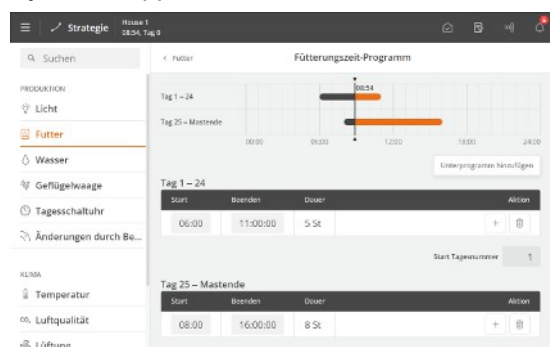 Strategie
House 1
08:54, Tag 0
6
Suchen
PRODUKTION
Licht
Futter
Wasser
Geflügelwaage
Tagesschaltuhr
Änderungen durch Be...
KLIMA
Temperatur
Luftqualität
Lüftung
< Futter
Fütterungszeit-Programm
08:54
Tag 1 – 24
Tag 25 – Mastende
00:00 06:00 12:00 18:00 24:00
Unterprogramm hinzufügen
Tag 1 – 24
Start Beenden Dauer Aktion
06:00 11:00:00 5 St +
Start Tagesnummer 1
Tag 25 – Mastende
Start Beenden Dauer Aktion
08:00 16:00:00 8 St +